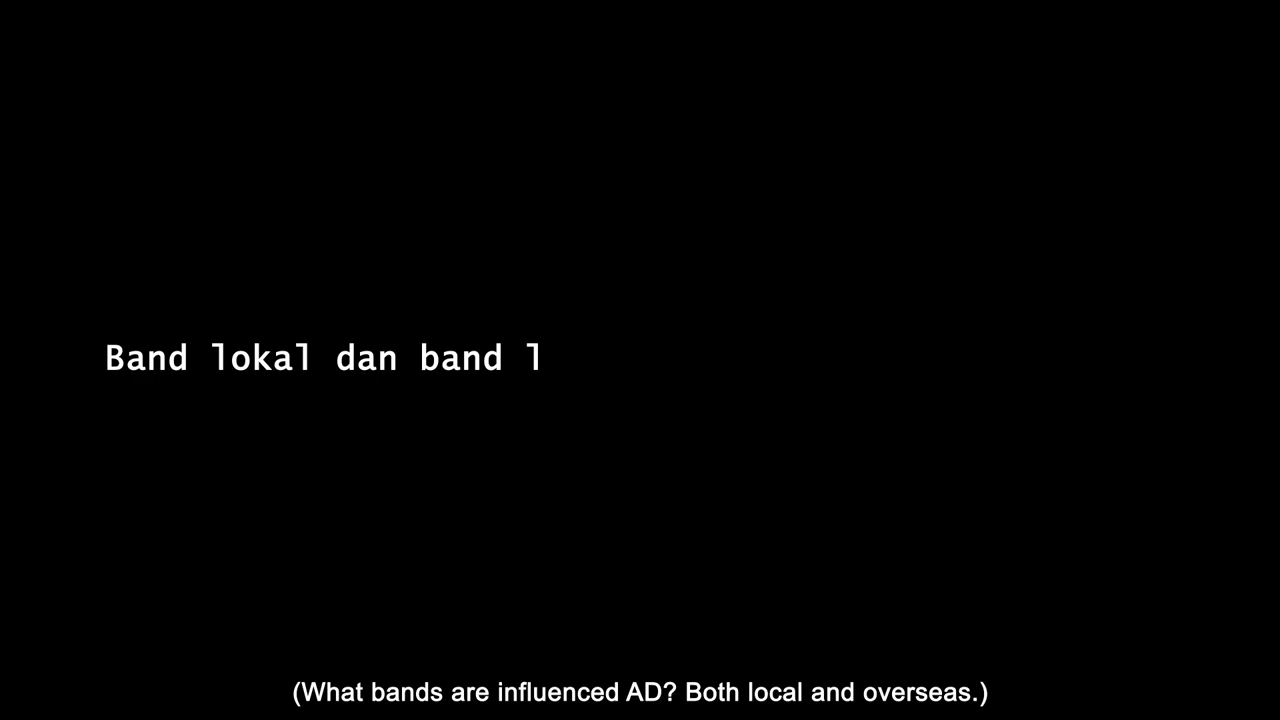 Band lokal dan band l
(What bands are influenced AD? Both local and overseas.)